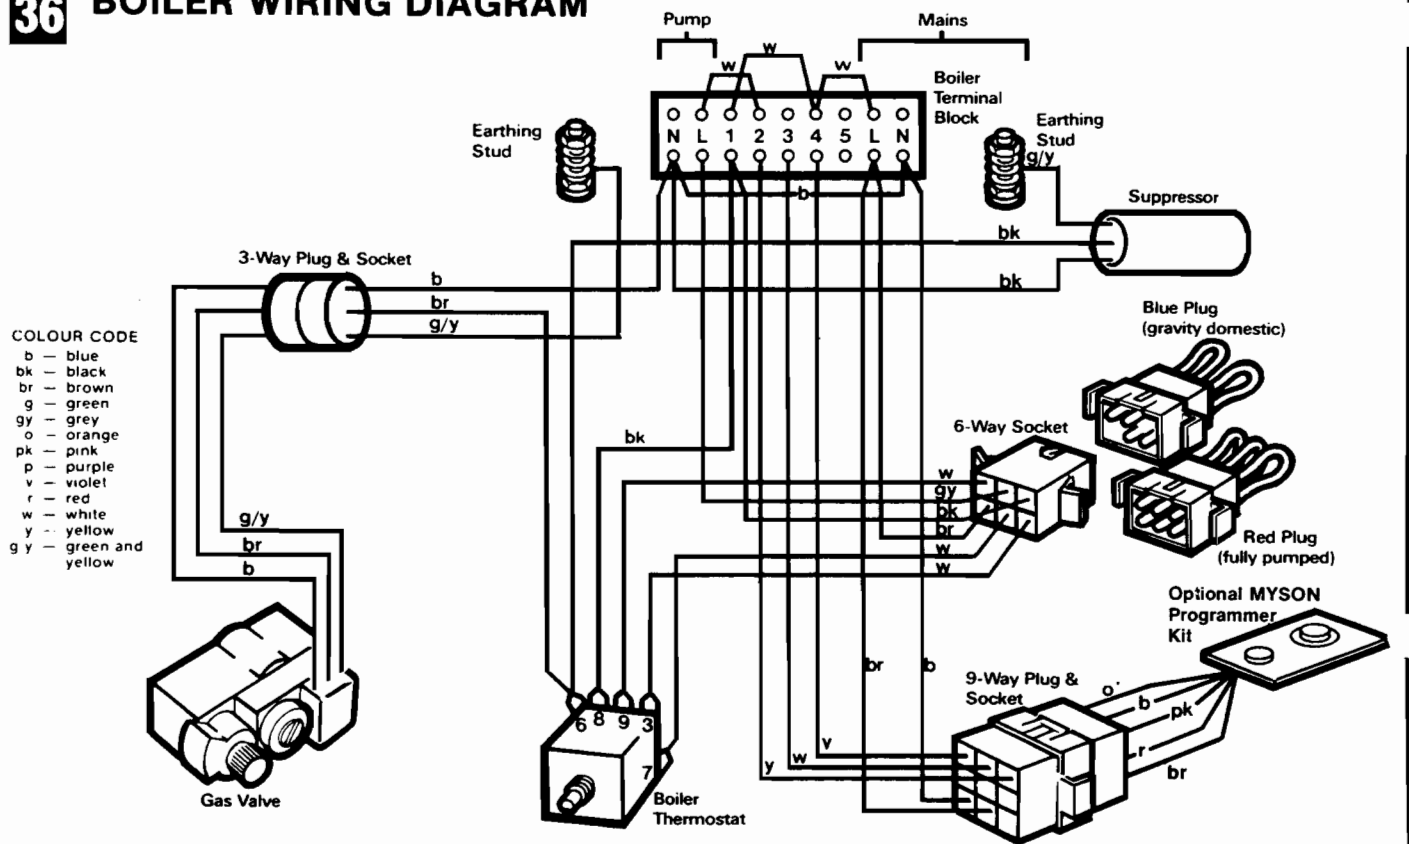 36 BOILER WIRING DIAGRAM
Pump
Mains
w
w
w
Boiler
Terminal
Block
N L 1 2 3 4 5 L N
Earthing
Stud
Earthing
Stud
g/y
b
Suppressor
bk
bk
3-Way Plug & Socket
b
br
g/y
COLOUR CODE
b — blue
bk — black
br — brown
g — green
gy — grey
o — orange
pk — pink
p — purple
v — violet
r — red
w — white
y - yellow
g y — green and
yellow
Blue Plug
(gravity domestic)
6-Way Socket
bk
w
gy
bk
br
w
w
Red Plug
(fully pumped)
g/y
br
b
Optional MYSON
Programmer
Kit
br
b
9-Way Plug &
Socket
o
b
pk
r
br
v
w
y
6 8 9 3
7
Boiler
Thermostat
Gas Valve